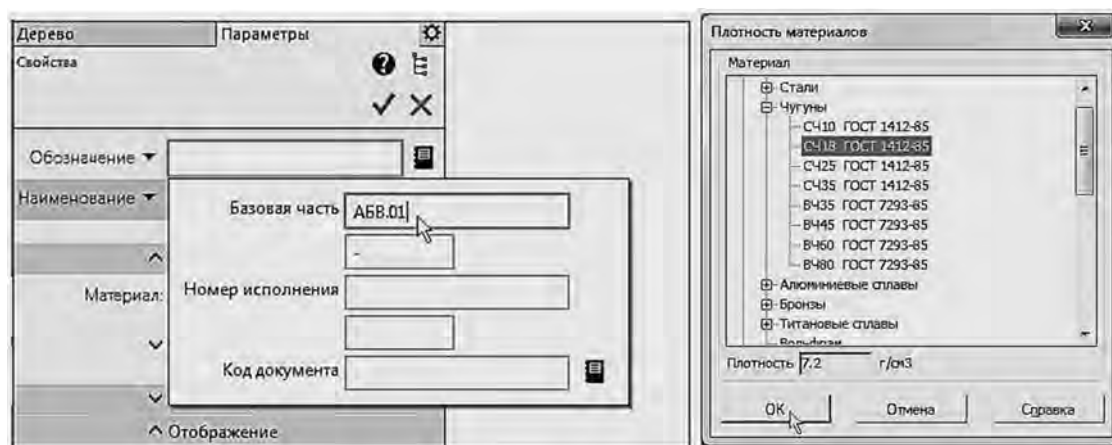 Дерево
Параметры
Свойства
Обозначение
Наименование
Базовая часть АБВ.01
-
Материал:
Номер исполнения
Код документа
Отображение
Плотность материалов
Материал
Стали
Чугуны
СЧ10 ГОСТ 1412-85
СЧ18 ГОСТ 1412-85
СЧ25 ГОСТ 1412-85
СЧ35 ГОСТ 1412-85
ВЧ35 ГОСТ 7293-85
ВЧ45 ГОСТ 7293-85
ВЧ60 ГОСТ 7293-85
ВЧ80 ГОСТ 7293-85
Алюминиевые сплавы
Бронзы
Титановые сплавы
Вольфрам
Плотность 7.2 г/см3
ОК
Отмена
Справка